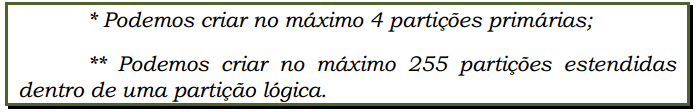 * Podemos criar no máximo 4 partições primárias;
** Podemos criar no máximo 255 partições estendidas
dentro de uma partição lógica.